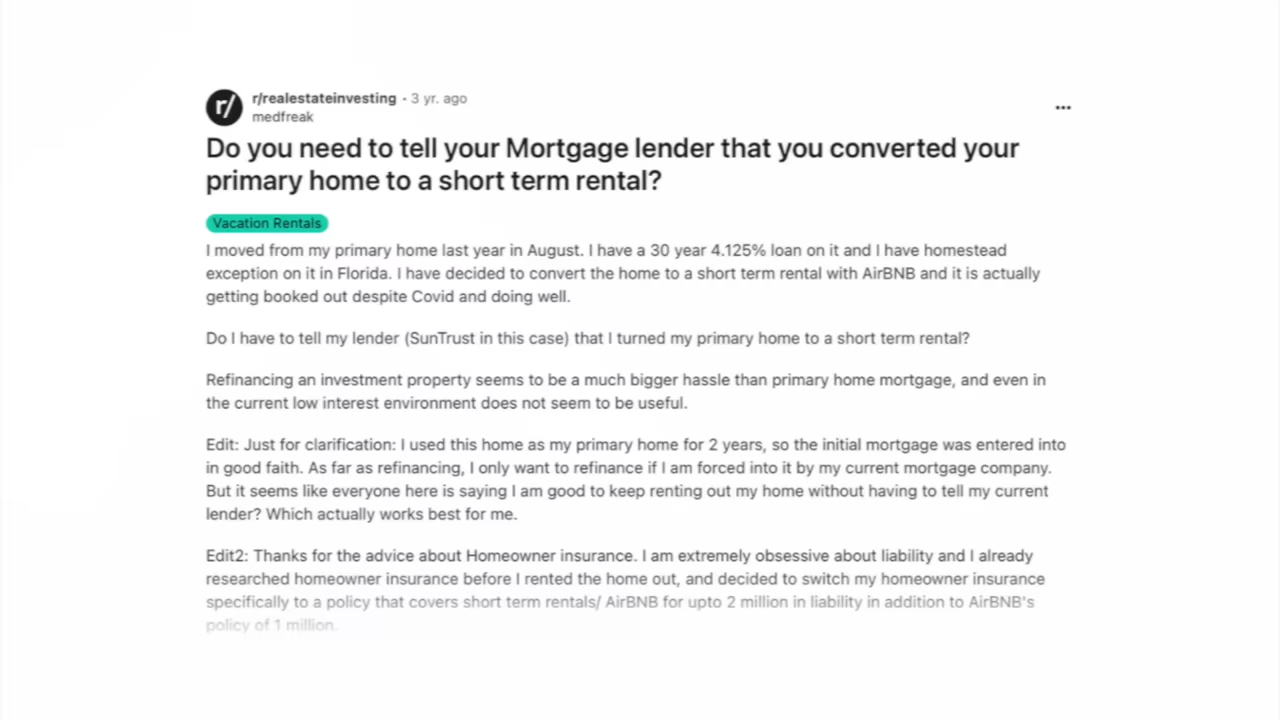 r/
r/realestateinvesting • 3 yr. ago
medfreak
Do you need to tell your Mortgage lender that you converted your
primary home to a short term rental?
Vacation Rentals
I moved from my primary home last year in August. I have a 30 year 4.125% loan on it and I have homestead
exception on it in Florida. I have decided to convert the home to a short term rental with AirBNB and it is actually
getting booked out despite Covid and doing well.
Do I have to tell my lender (SunTrust in this case) that I turned my primary home to a short term rental?
Refinancing an investment property seems to be a much bigger hassle than primary home mortgage, and even in
the current low interest environment does not seem to be useful.
Edit: Just for clarification: I used this home as my primary home for 2 years, so the initial mortgage was entered into
in good faith. As far as refinancing, I only want to refinance if I am forced into it by my current mortgage company.
But it seems like everyone here is saying I am good to keep renting out my home without having to tell my current
lender? Which actually works best for me.
Edit2: Thanks for the advice about Homeowner insurance. I am extremely obsessive about liability and I already
researched homeowner insurance before I rented the home out, and decided to switch my homeowner insurance
specifically to a policy that covers short term rentals/ AirBNB for upto 2 million in liability in addition to AirBNB's
policy of 1 million.